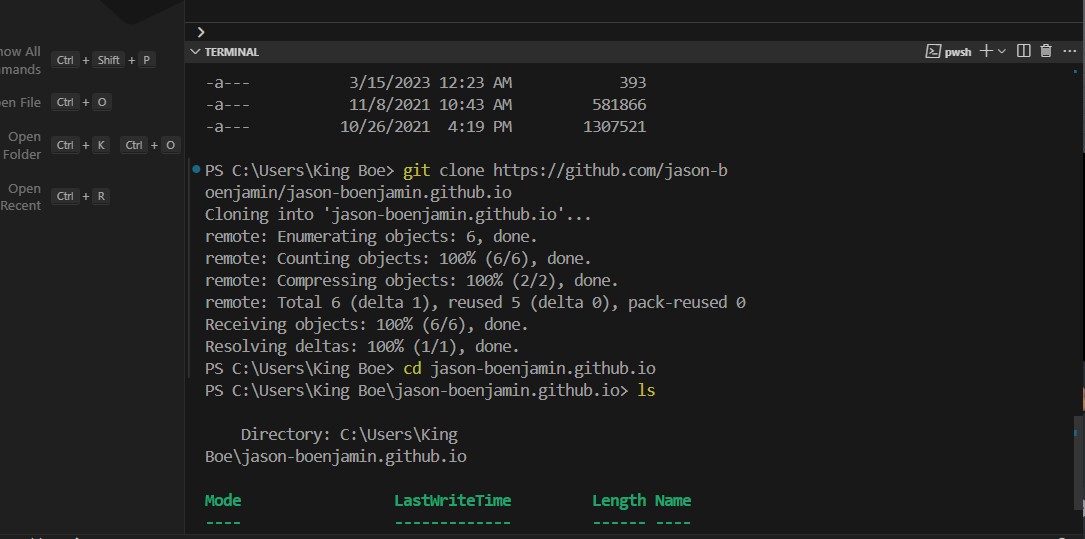 how All
mmands
Ctrl + Shift + P
en File
Ctrl + O
Open
Folder
Ctrl + K Ctrl + O
Open
Recent
Ctrl + R
TERMINAL
pwsh
-a--- 3/15/2023 12:23 AM 393
-a--- 11/8/2021 10:43 AM 581866
-a--- 10/26/2021 4:19 PM 1307521
PS C:\Users\King Boe> git clone https://github.com/jason-b
oenjamin/jason-boenjamin.github.io
Cloning into 'jason-boenjamin.github.io'...
remote: Enumerating objects: 6, done.
remote: Counting objects: 100% (6/6), done.
remote: Compressing objects: 100% (2/2), done.
remote: Total 6 (delta 1), reused 5 (delta 0), pack-reused 0
Receiving objects: 100% (6/6), done.
Resolving deltas: 100% (1/1), done.
PS C:\Users\King Boe> cd jason-boenjamin.github.io
PS C:\Users\King Boe\jason-boenjamin.github.io> ls
Directory: C:\Users\King
Boe\jason-boenjamin.github.io
Mode LastWriteTime Length Name
---- ------------- ------ ----